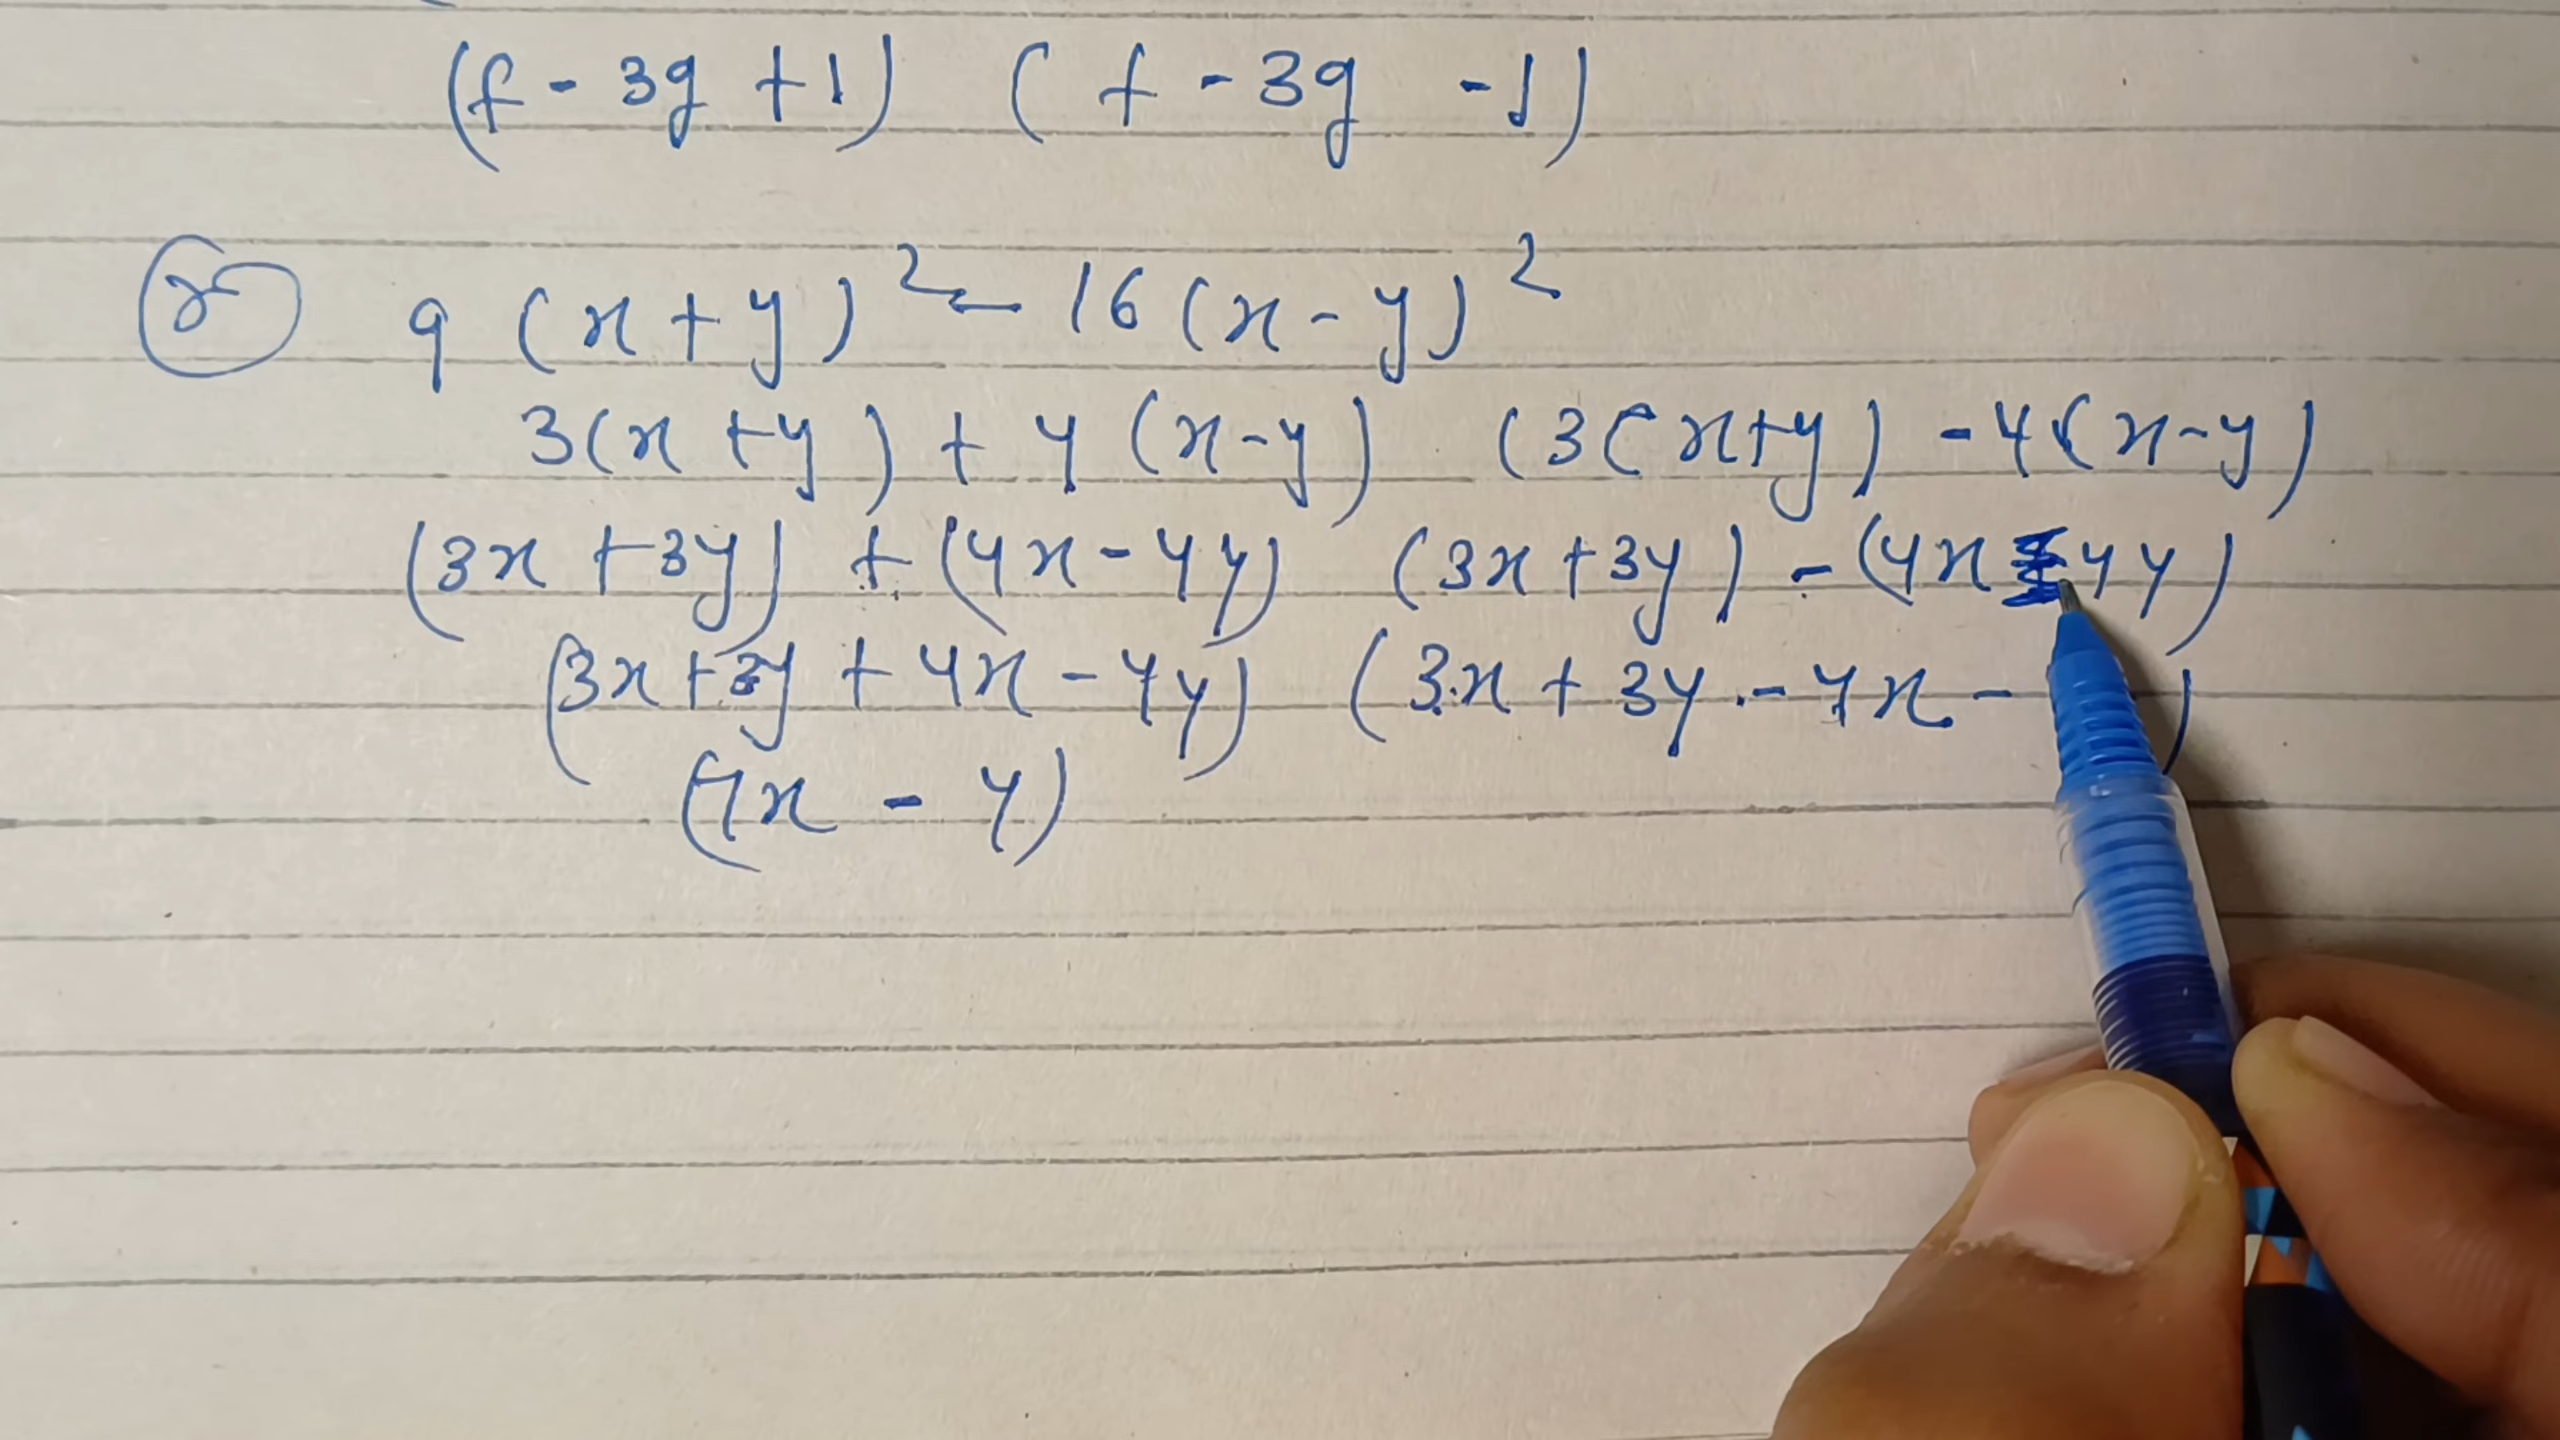 (f - 3g + 1) (f - 3g - 1)
9 (x + y)² - 16 (x - y)²
3(x + y) + 4 (x - y) (3(x + y) - 4((x - y)
(3x + 3y) + (4x - 4y) (3x + 3y) - (4x 4y)
(3x + 3y + 4x - 4y) (3x + 3y - 4x - )
(7x - y)